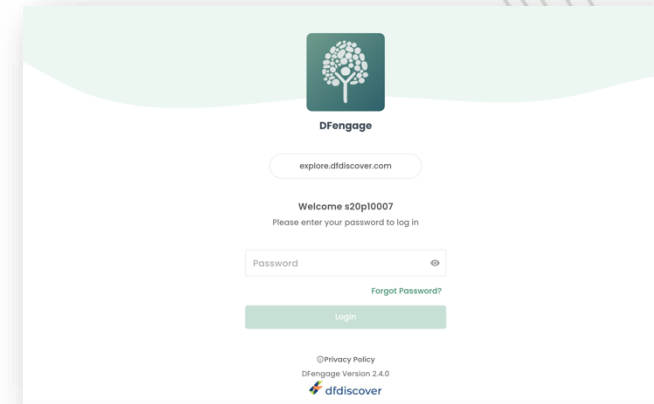 DFengage
explore.dfdiscover.com
Welcome s20p10007
Please enter your password to log in
Password
Forgot Password?
Login
Privacy Policy
DFengage Version 2.4.0
dfdiscover